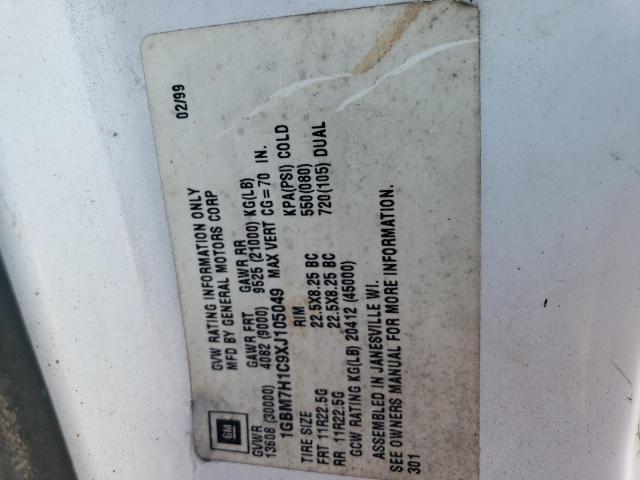 02/99
GM
GVW RATING INFORMATION ONLY
MFD BY GENERAL MOTORS CORP
GVWR GAWR FRT GAWR RR
13608 (30000) 4082 (9000) 9525 (21000) KG(LB)
1GBM7H1C9XJ105049 MAX VERT CG=70 IN.
TIRE SIZE RIM KPA(PSI) COLD
FRT 11R22.5G 22.5X8.25 BC 550(080)
RR 11R22.5G 22.5X8.25 BC 720(105) DUAL
GCW RATING KG(LB) 20412 (45000)
ASSEMBLED IN JANESVILLE WI.
SEE OWNERS MANUAL FOR MORE INFORMATION.
301